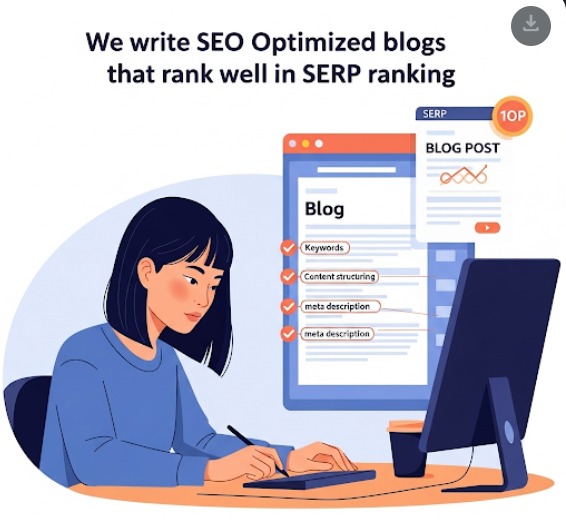 We write SEO Optimized blogs
that rank well in SERP ranking
SERP
1OP
BLOG POST
Blog
Keywords
Content structuring
meta description
meta description